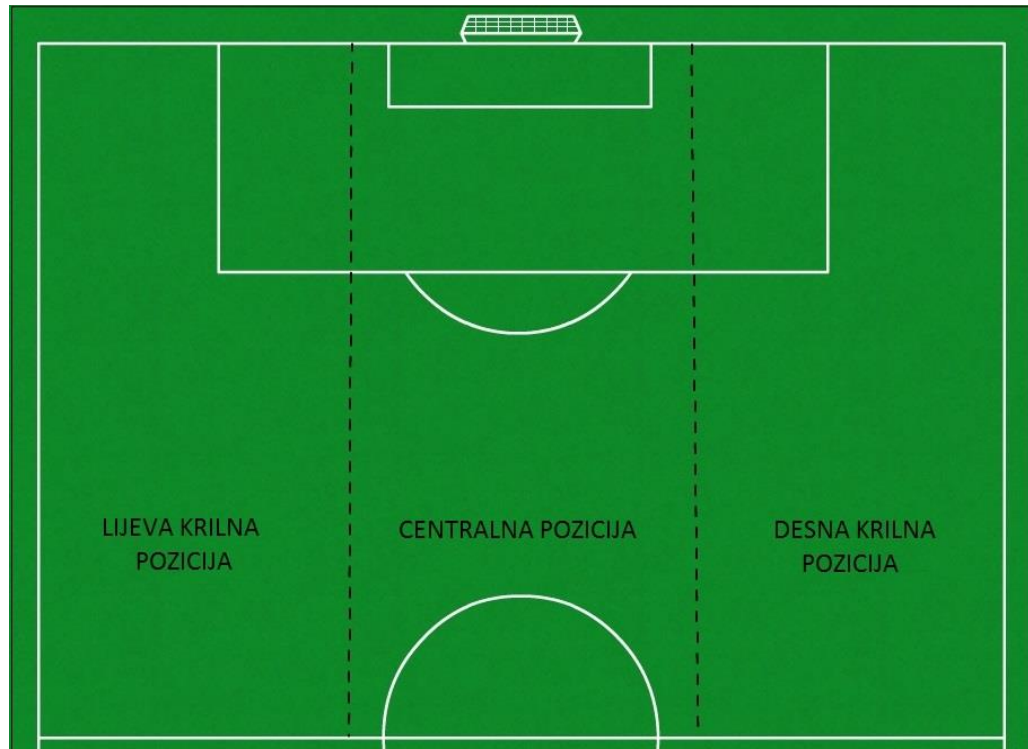 LIJEVA KRILNA
POZICIJA
CENTRALNA POZICIJA
DESNA KRILNA
POZICIJA